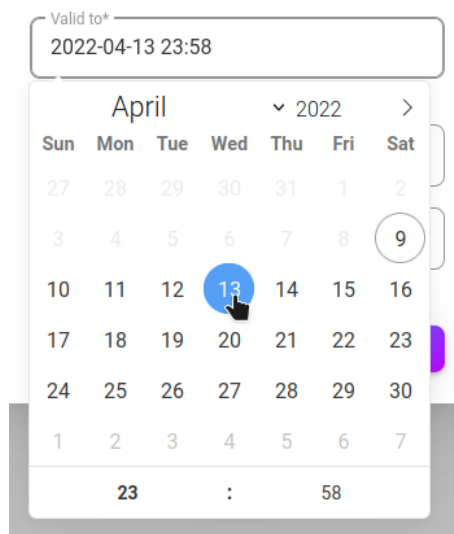 Valid to*
2022-04-13 23:58
April 2022
Sun Mon Tue Wed Thu Fri Sat
27 28 29 30 31 1 2
3 4 5 6 7 8 9
10 11 12 13 14 15 16
17 18 19 20 21 22 23
24 25 26 27 28 29 30
1 2 3 4 5 6 7
23 : 58